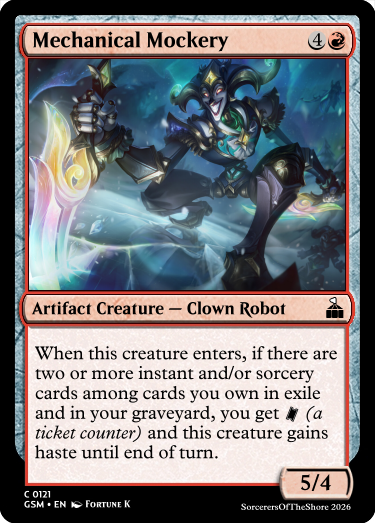 Mechanical Mockery 4
Artifact Creature — Clown Robot
When this creature enters, if there are
two or more instant and/or sorcery
cards among cards you own in exile
and in your graveyard, you get (a
ticket counter) and this creature gains
haste until end of turn.
5/4
C 0121
GSM • EN Fortune K
SorcerersOfTheShore 2026